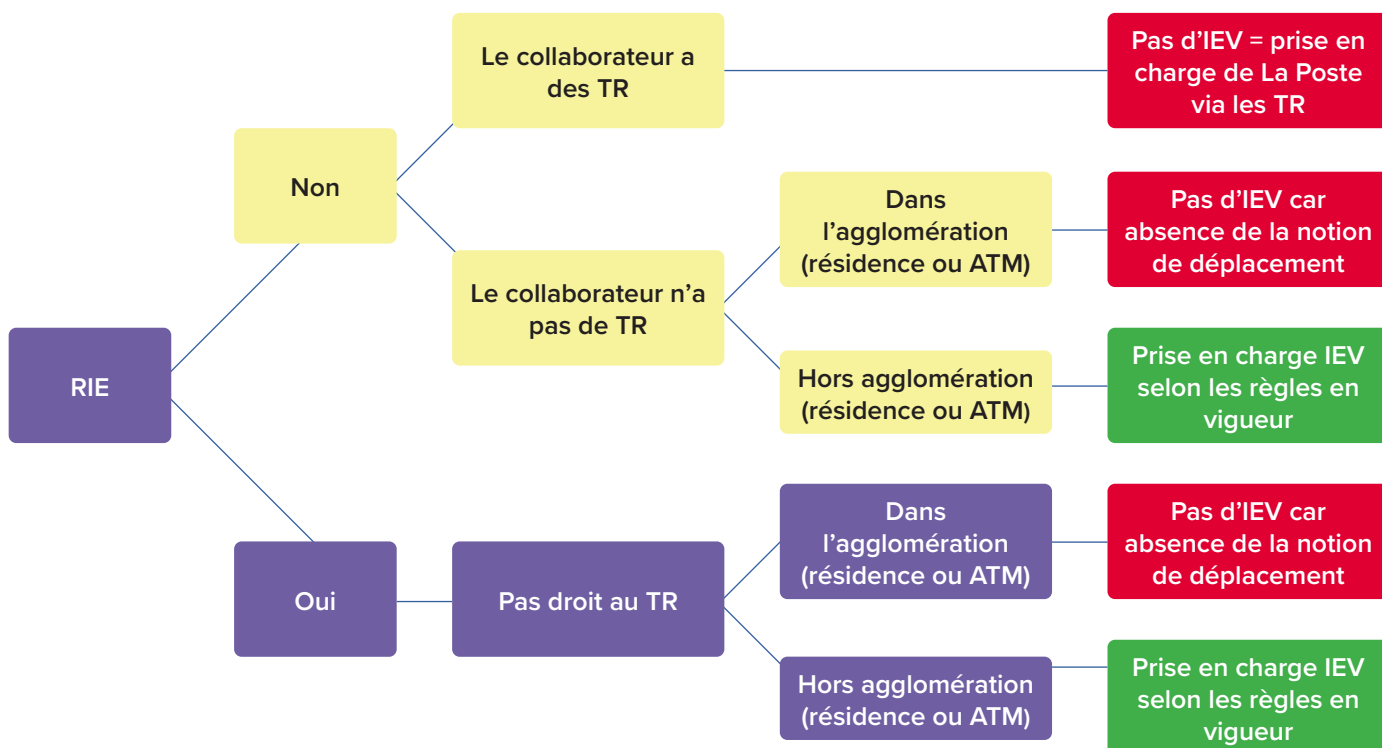 Le collaborateur a
des TR
Pas d’IEV = prise en
charge de La Poste
via les TR
Non
Dans
l’agglomération
(résidence ou ATM)
Pas d’IEV car
absence de la notion
de déplacement
Le collaborateur n’a
pas de TR
RIE
Hors agglomération
(résidence ou ATM)
Prise en charge IEV
selon les règles en
vigueur
Oui
Pas droit au TR
Dans
l’agglomération
(résidence ou ATM)
Pas d’IEV car
absence de la notion
de déplacement
Hors agglomération
(résidence ou ATM)
Prise en charge IEV
selon les règles en
vigueur